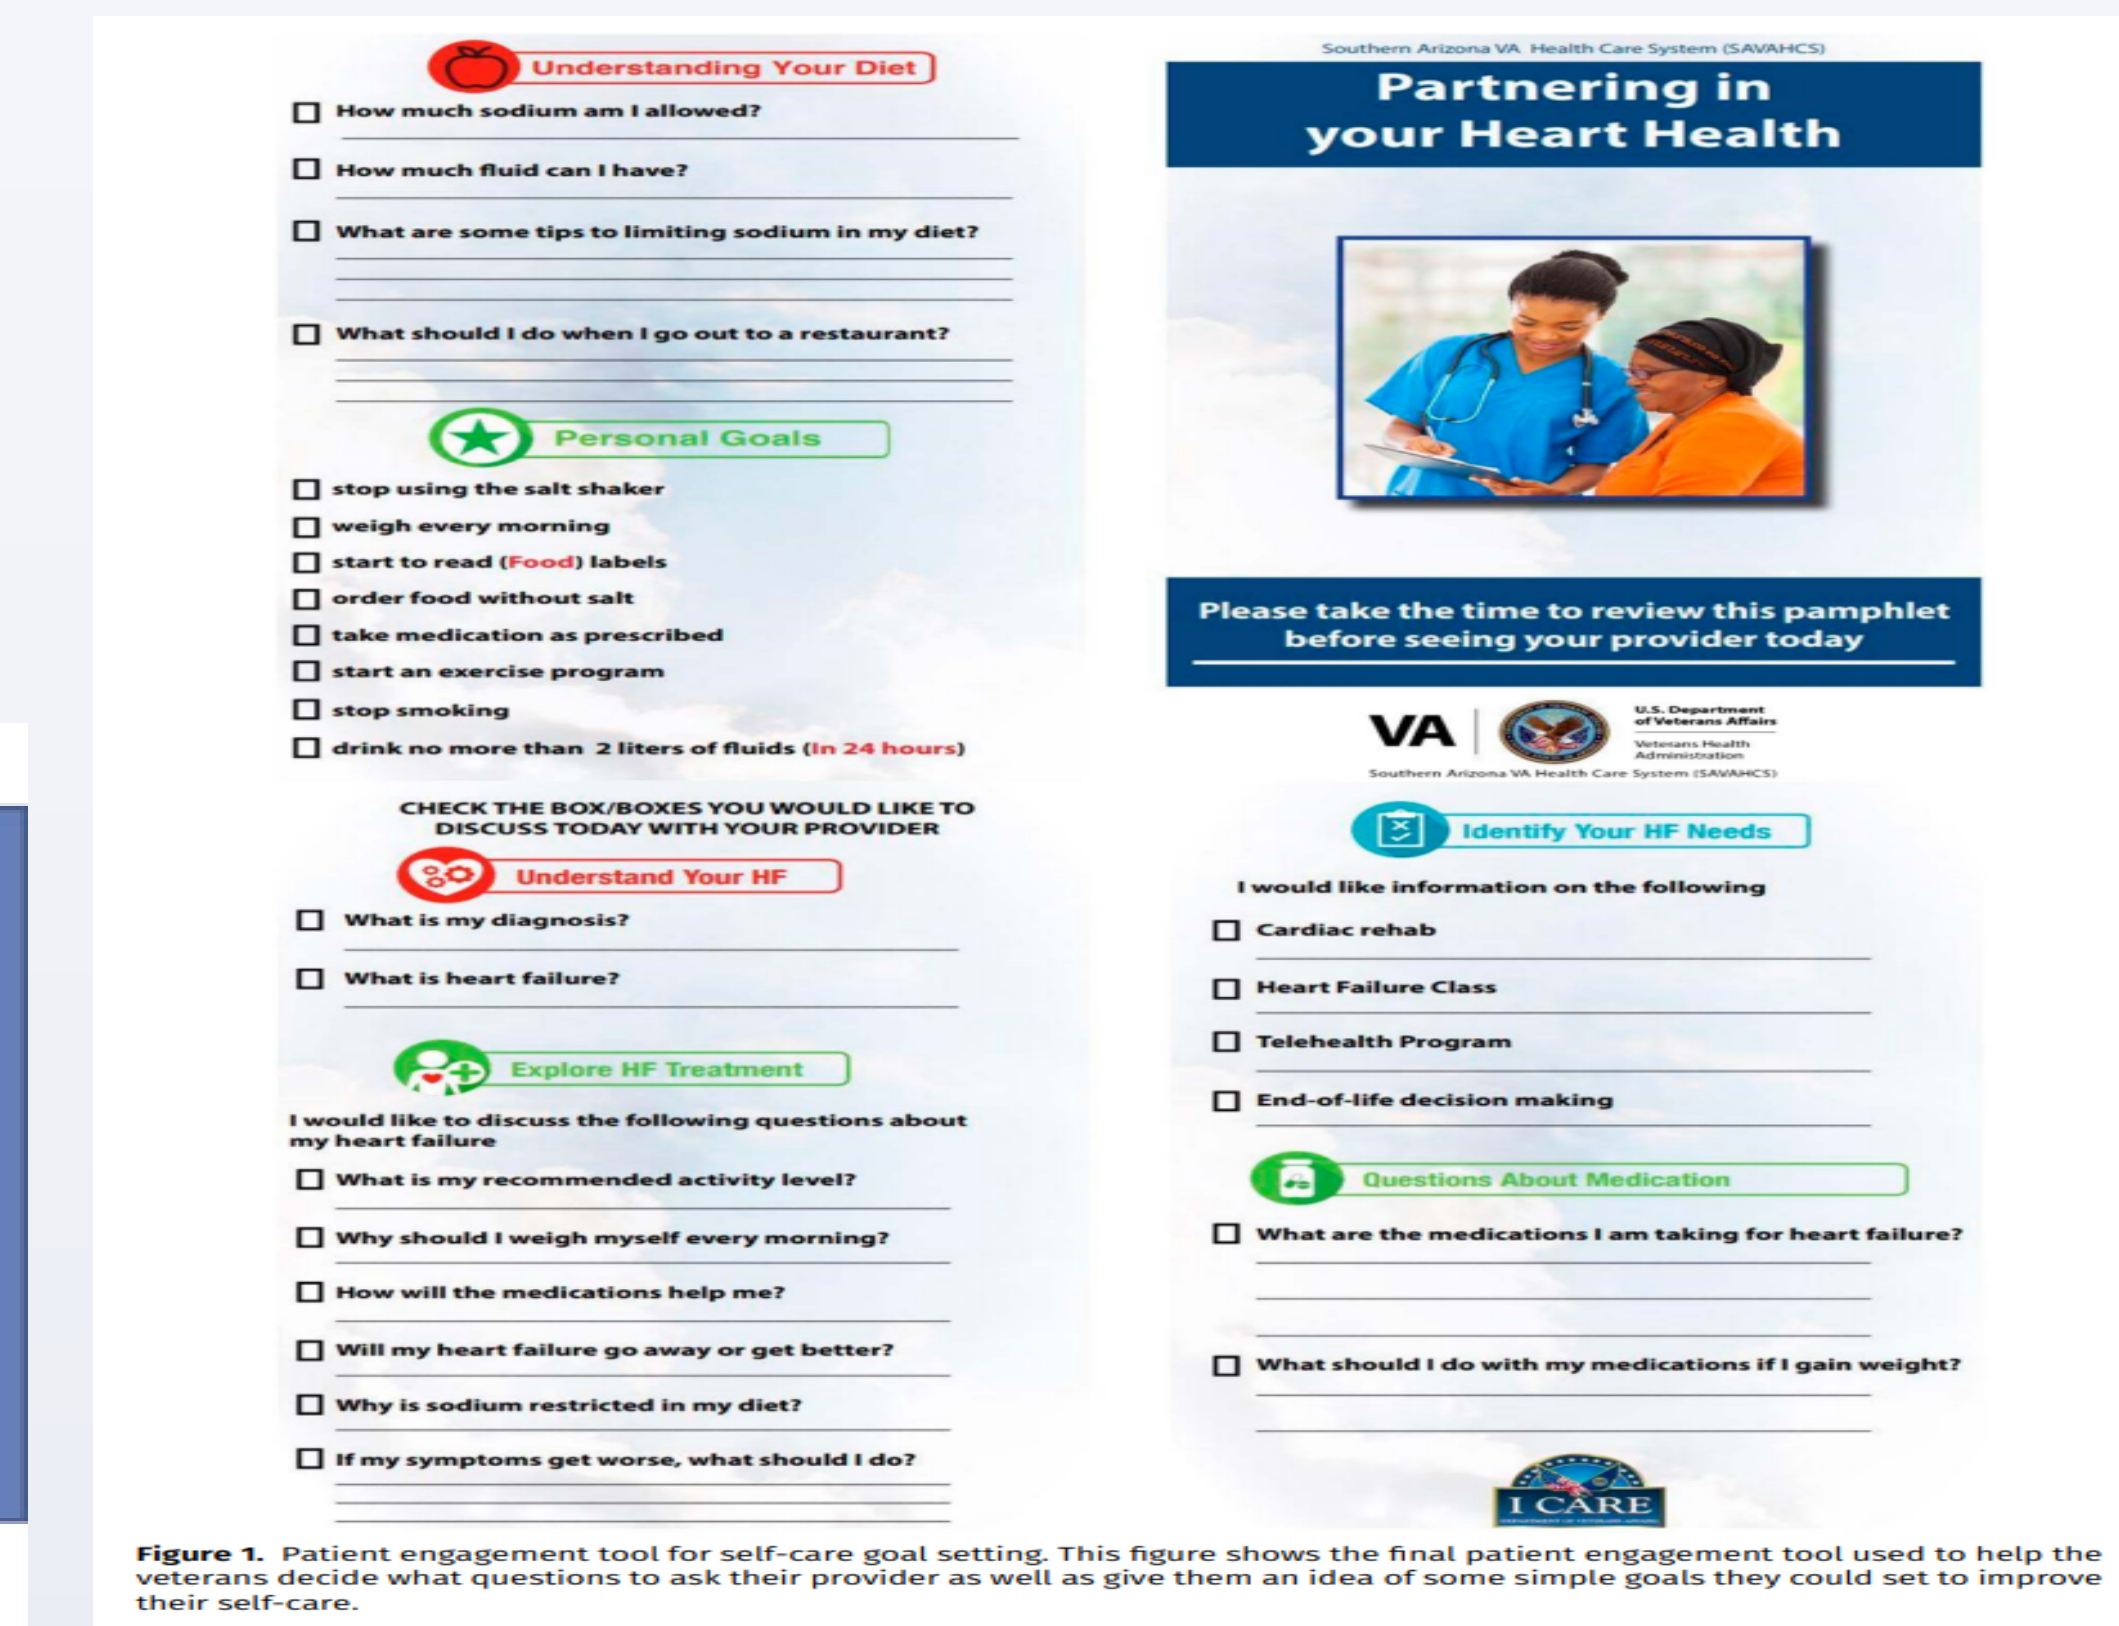 Understanding Your Diet
How much sodium am I allowed?
How much fluid can I have?
What are some tips to limiting sodium in my diet?
What should I do when I go out to a restaurant?
Personal Goals
stop using the salt shaker
weigh every morning
start to read (Food) labels
order food without salt
take medication as prescribed
start an exercise program
stop smoking
drink no more than 2 liters of fluids (In 24 hours)
Southern Arizona VA Health Care System (SAVAHCS)
Partnering in
your Heart Health
Please take the time to review this pamphlet
before seeing your provider today
VA
U.S. Department
of Veterans Affairs
Veterans Health
Administration
Southern Arizona VA Health Care System (SAVAHCS)
CHECK THE BOX/BOXES YOU WOULD LIKE TO
DISCUSS TODAY WITH YOUR PROVIDER
Understand Your HF
What is my diagnosis?
What is heart failure?
Explore HF Treatment
I would like to discuss the following questions about
my heart failure
What is my recommended activity level?
Why should I weigh myself every morning?
How will the medications help me?
Will my heart failure go away or get better?
Why is sodium restricted in my diet?
If my symptoms get worse, what should I do?
Identify Your HF Needs
I would like information on the following
Cardiac rehab
Heart Failure Class
Telehealth Program
End-of-life decision making
Questions About Medication
What are the medications I am taking for heart failure?
What should I do with my medications if I gain weight?
I CARE
Figure 1. Patient engagement tool for self-care goal setting. This figure shows the final patient engagement tool used to help the
veterans decide what questions to ask their provider as well as give them an idea of some simple goals they could set to improve
their self-care.